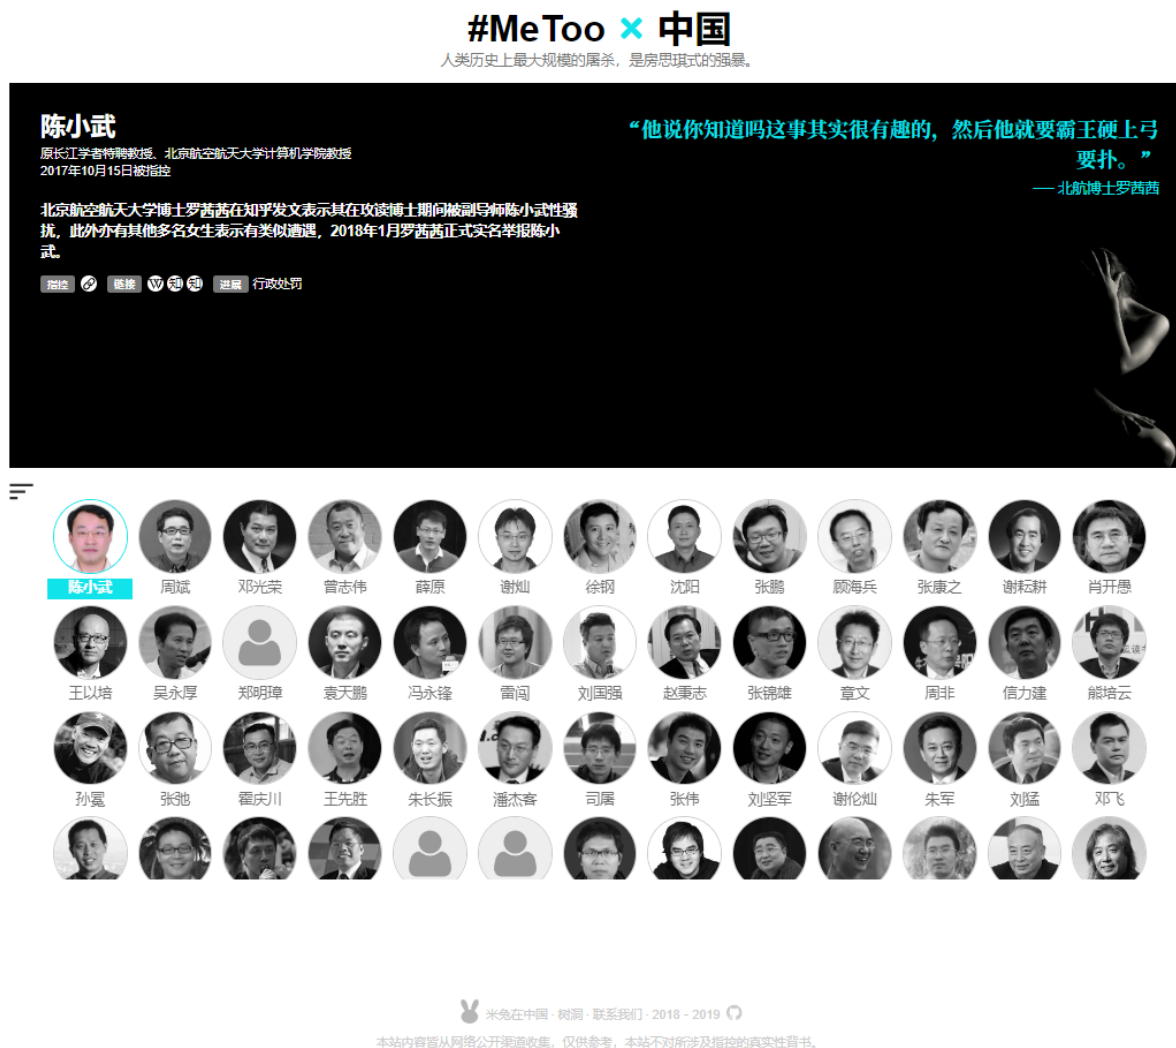 #MeToo × 中国
人类历史上最大规模的屠杀，是房思琪式的强暴。
陈小武
原长江学者特聘教授、北京航空航天大学计算机学院教授
2017年10月15日被指控
北京航空航天大学博士罗茜茜在知乎发文表示其在攻读博士期间被副导师陈小武性骚
扰，此外亦有其他多名女生表示有类似遭遇，2018年1月罗茜茜正式实名举报陈小
武。
指控 链接 W 知 知 进展 行政处罚
“他说你知道吗这事其实很有趣的，然后他就要霸王硬上弓
要扑。”
── 北航博士罗茜茜
陈小武 周斌 邓光荣 曾志伟 薛原 谢灿 徐钢 沈阳 张鹏 顾海兵 张康之 谢耘耕 肖开愚
王以培 吴永厚 郑明璋 袁天鹏 冯永锋 雷闯 刘国强 赵秉志 张锦雄 章文 周非 信力建 熊培云
孙冕 张弛 霍庆川 王先胜 朱长振 潘杰客 司屠 张伟 刘坚军 谢伦灿 朱军 刘猛 邓飞
米兔在中国 · 树洞 · 联系我们 · 2018 - 2019
本站内容皆从网络公开渠道收集，仅供参考，本站不对所涉及指控的真实性背书。